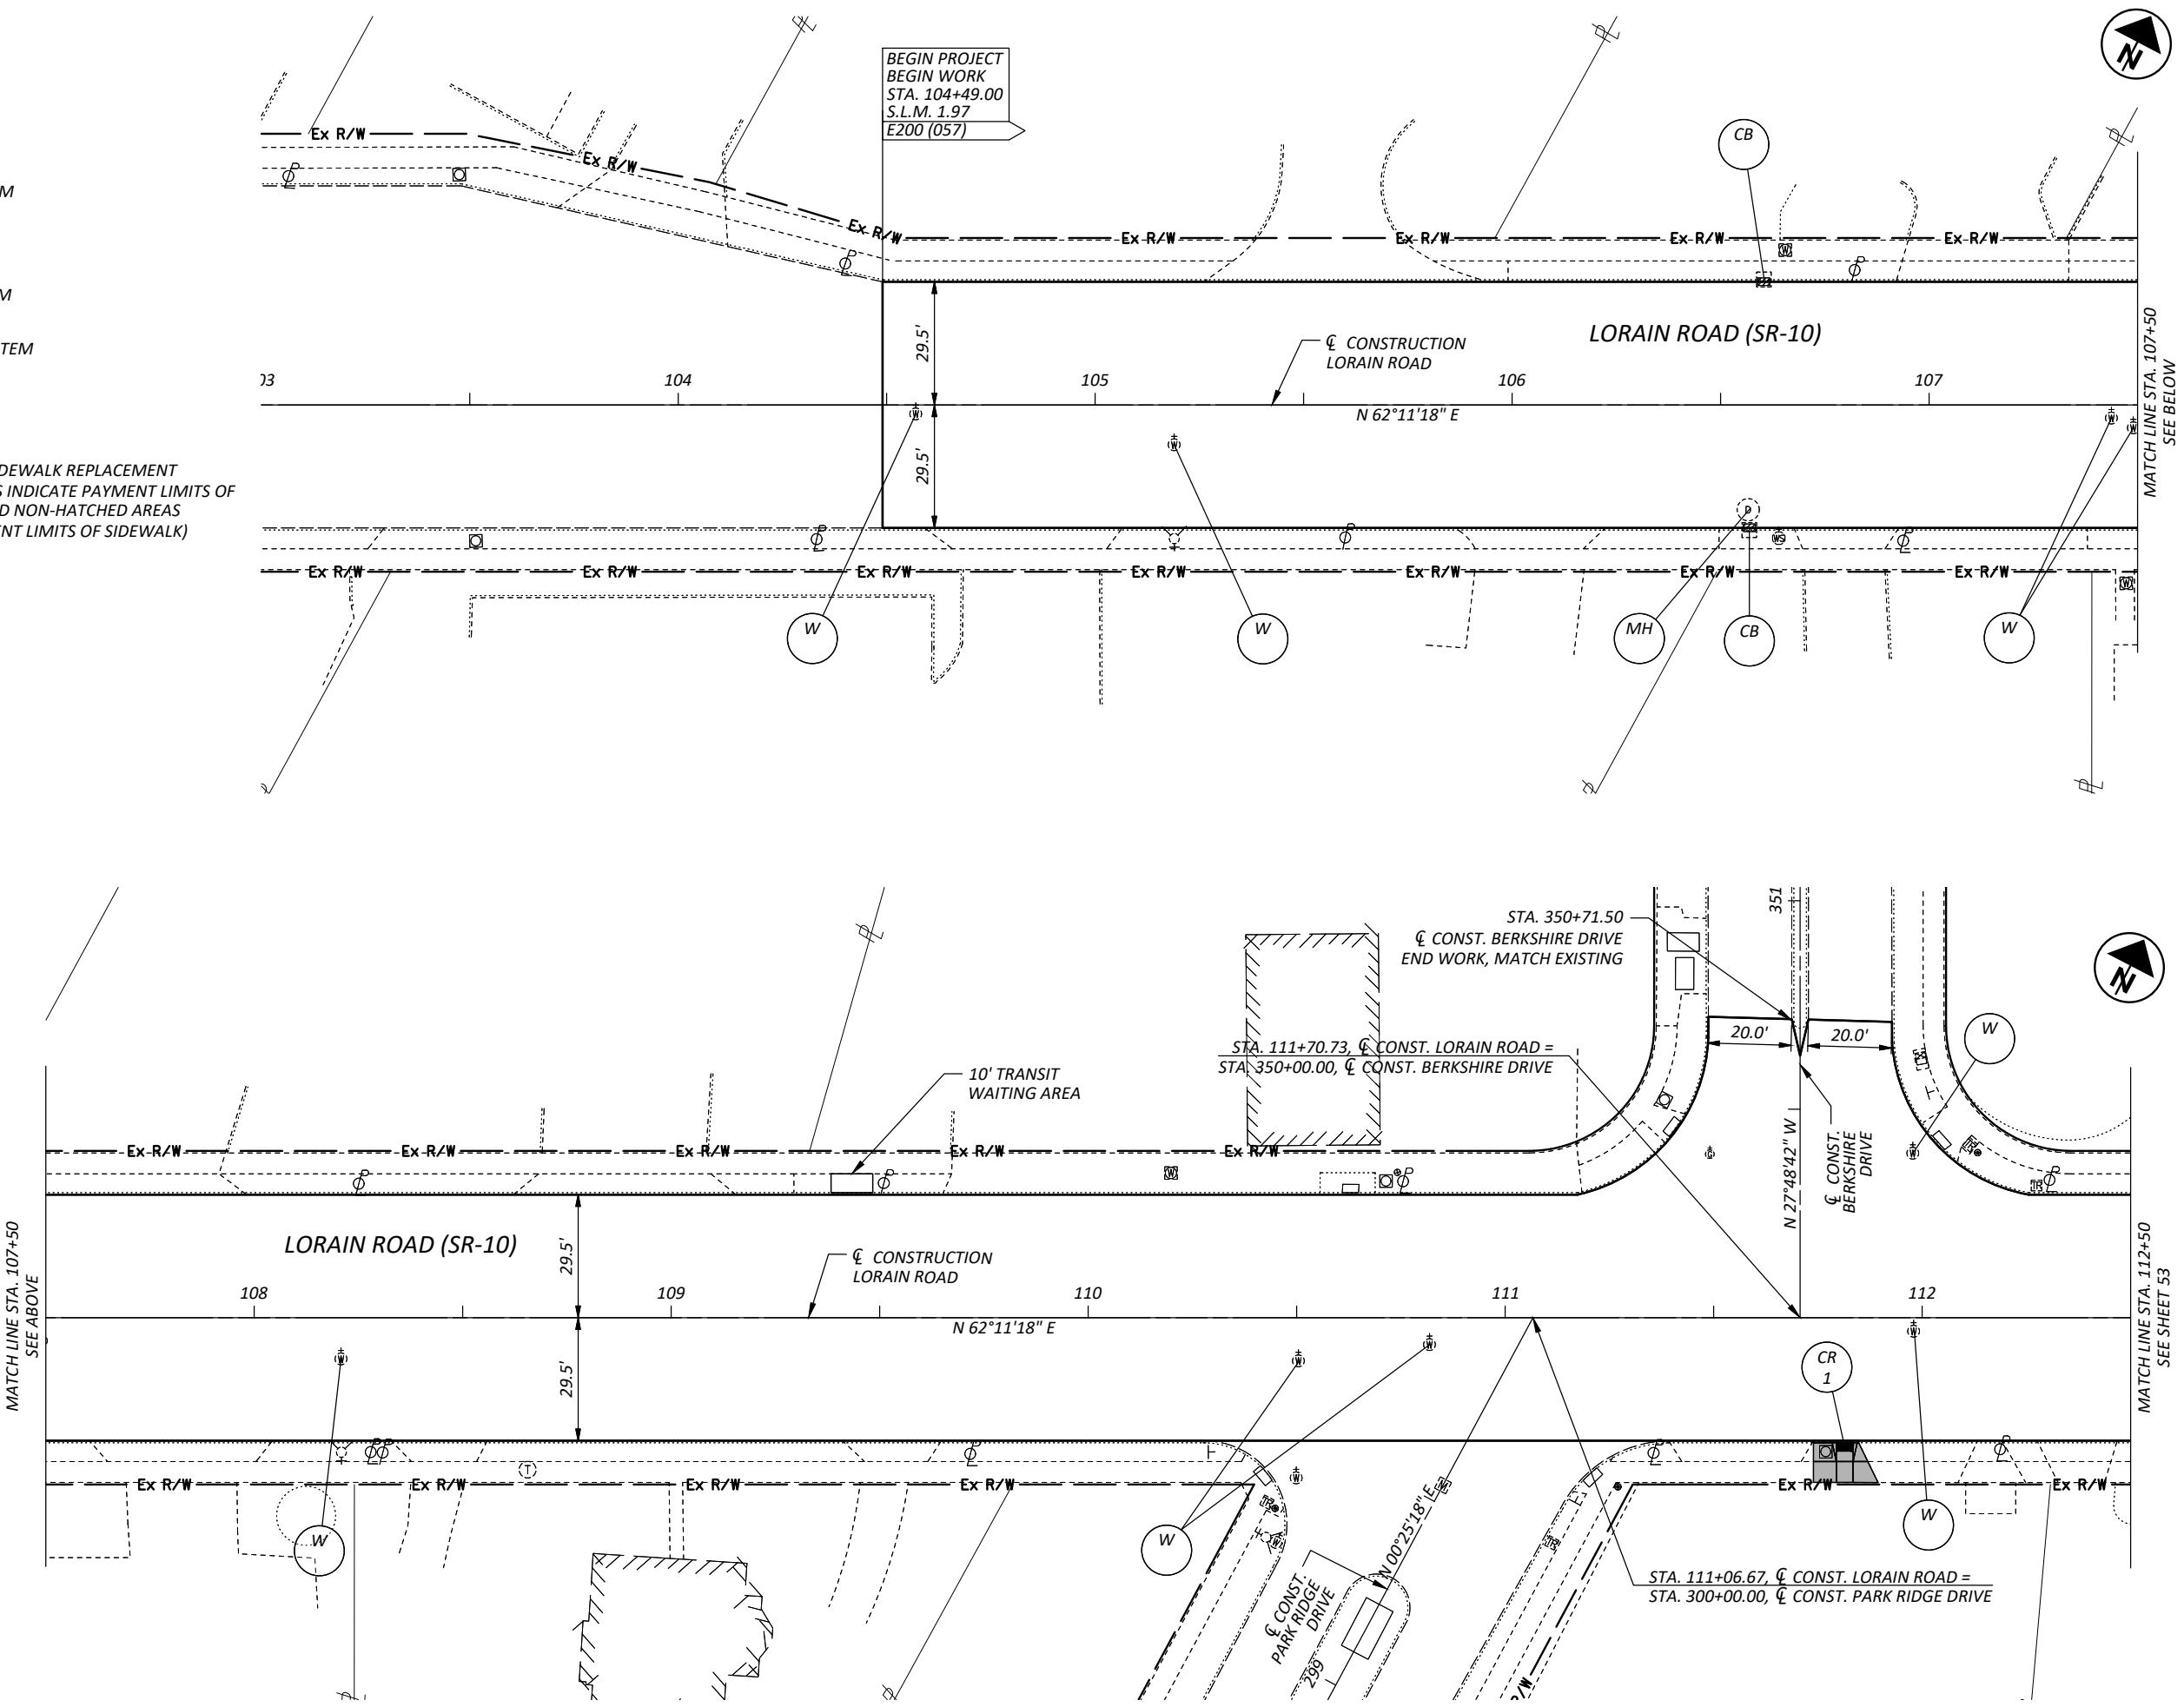 BEGIN PROJECT
BEGIN WORK
STA. 104+49.00
S.L.M. 1.97
E200 (057)
N
Ex R/W
Ex R/W
Ex R/W
Ex R/W
Ex R/W
Ex R/W
Ex R/W
CB
W
M
M
TEM
DEWALK REPLACEMENT
S INDICATE PAYMENT LIMITS OF
D NON-HATCHED AREAS
ENT LIMITS OF SIDEWALK)
LORAIN ROAD (SR-10)
29.5'
29.5'
℄ CONSTRUCTION
LORAIN ROAD
03
104
105
106
107
N 62°11'18" E
W
W
W
W
MATCH LINE STA. 107+50
SEE BELOW
D
WS
W
Ex R/W
Ex R/W
Ex R/W
Ex R/W
Ex R/W
Ex R/W
Ex R/W
W
W
MH
CB
W
STA. 350+71.50
℄ CONST. BERKSHIRE DRIVE
END WORK, MATCH EXISTING
351
N
20.0'
20.0'
W
STA. 111+70.73, ℄ CONST. LORAIN ROAD =
STA. 350+00.00, ℄ CONST. BERKSHIRE DRIVE
10' TRANSIT
WAITING AREA
Ex R/W
Ex R/W
Ex R/W
Ex R/W
Ex R/W
W
W
N 27°48'42" W
℄ CONST.
BERKSHIRE
DRIVE
LORAIN ROAD (SR-10)
29.5'
29.5'
℄ CONSTRUCTION
LORAIN ROAD
108
109
110
111
112
N 62°11'18" E
MATCH LINE STA. 107+50
SEE ABOVE
MATCH LINE STA. 112+50
SEE SHEET 53
W
W
W
W
CR
1
T
W
Ex R/W
Ex R/W
Ex R/W
Ex R/W
Ex R/W
Ex R/W
W
W
W
N 00°25'18" E
℄ CONST.
PARK RIDGE
DRIVE
299
STA. 111+06.67, ℄ CONST. LORAIN ROAD =
STA. 300+00.00, ℄ CONST. PARK RIDGE DRIVE
R/W